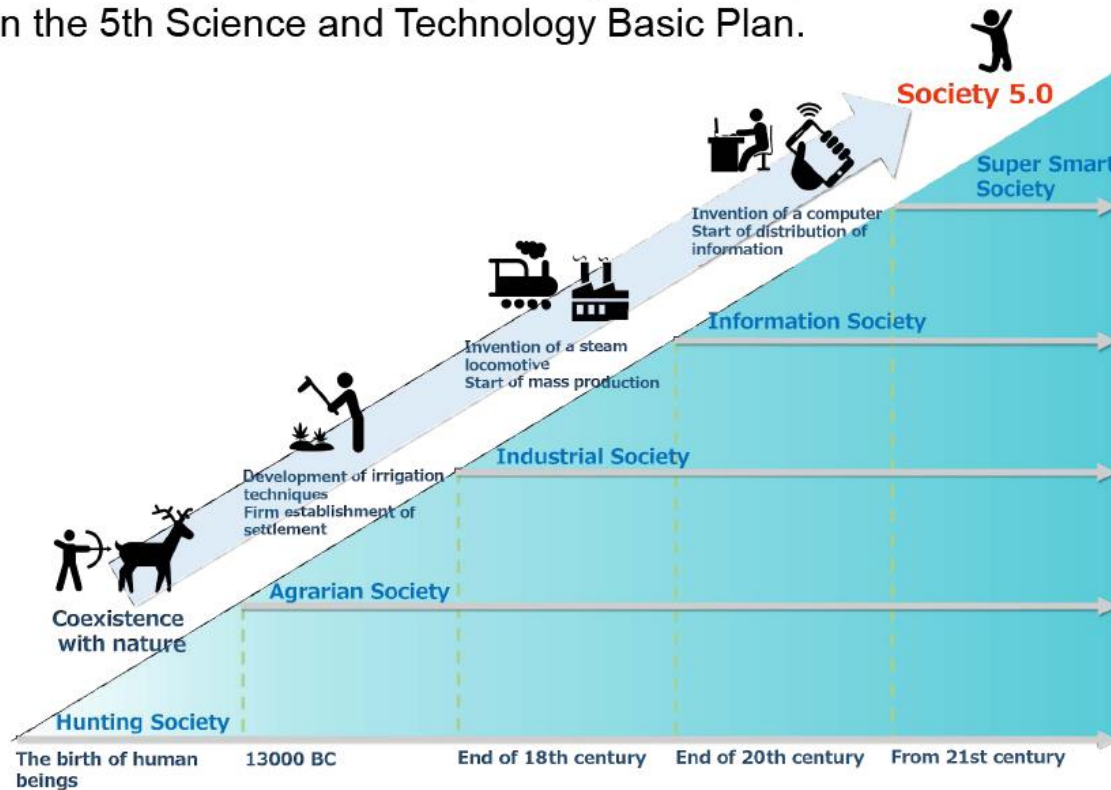 n the 5th Science and Technology Basic Plan.
Society 5.0
Super Smart
Society
Invention of a computer
Start of distribution of
information
Information Society
Invention of a steam
locomotive
Start of mass production
Industrial Society
Development of irrigation
techniques
Firm establishment of
settlement
Agrarian Society
Coexistence
with nature
Hunting Society
The birth of human
beings
13000 BC
End of 18th century
End of 20th century
From 21st century